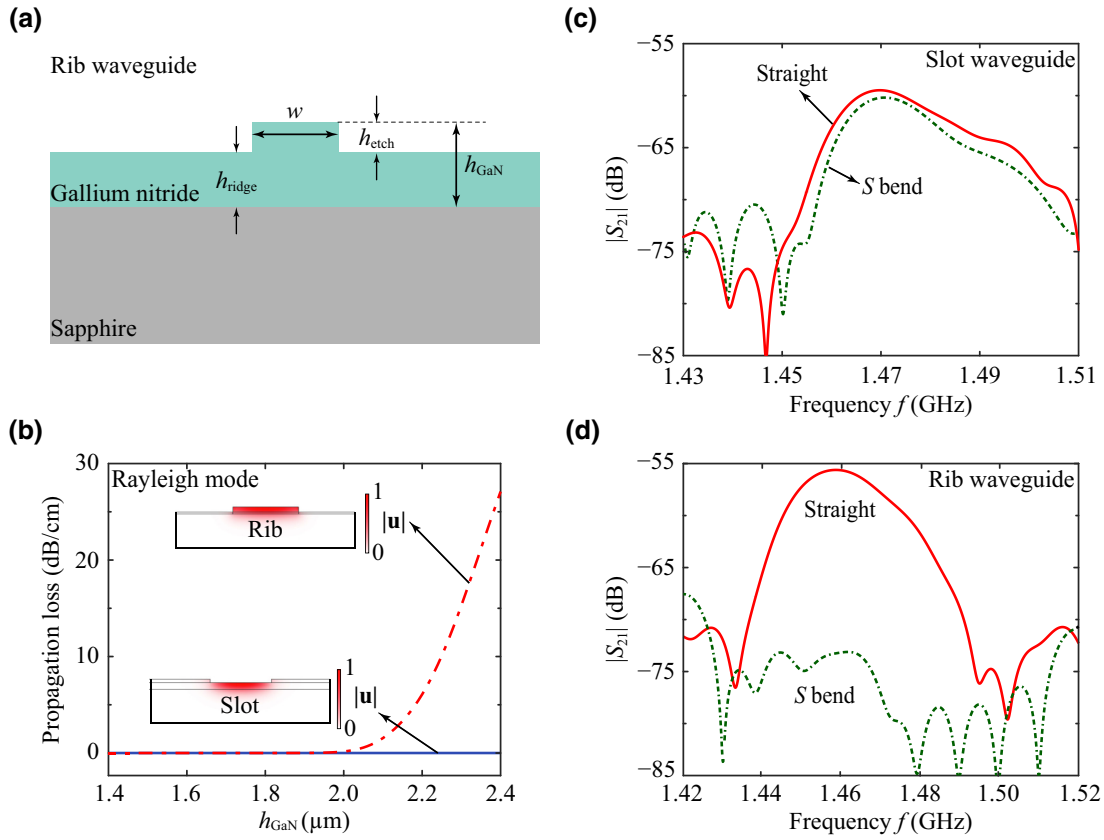 (a)
Rib waveguide
w
h_etch
h_GaN
h_ridge
Gallium nitride
Sapphire
(b)
Propagation loss (dB/cm)
30
25
20
15
10
5
0
Rayleigh mode
1
|u|
0
Rib
1
|u|
0
Slot
1.4
1.6
1.8
2.0
2.2
2.4
h_GaN (μm)
(c)
|S_21| (dB)
−55
−65
−75
−85
Slot waveguide
Straight
S bend
1.43
1.45
1.47
1.49
1.51
Frequency f (GHz)
(d)
|S_21| (dB)
−55
−65
−75
−85
Rib waveguide
Straight
S bend
1.42
1.44
1.46
1.48
1.50
1.52
Frequency f (GHz)